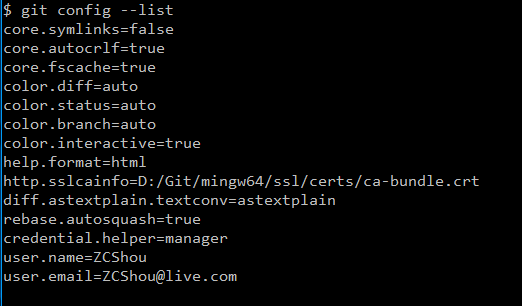 $ git config --list
core.symlinks=false
core.autocrlf=true
core.fscache=true
color.diff=auto
color.status=auto
color.branch=auto
color.interactive=true
help.format=html
http.sslcainfo=D:/Git/mingw64/ssl/certs/ca-bundle.crt
diff.astextplain.textconv=astextplain
rebase.autosquash=true
credential.helper=manager
user.name=ZCShou
user.email=ZCShou@live.com